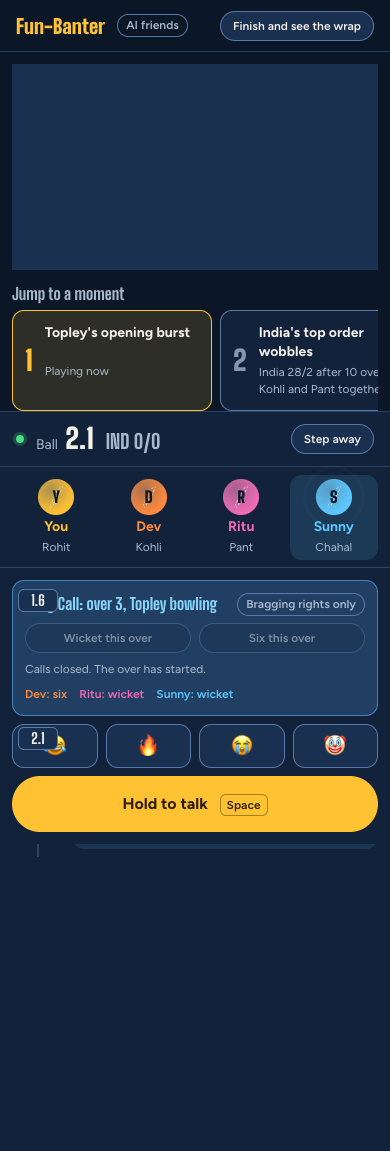 Fun-Banter
AI friends
Finish and see the wrap
Jump to a moment
1
Topley's opening burst
Playing now
2
India's top order
wobbles
India 28/2 after 10 ove
Kohli and Pant togethe
Ball 2.1 IND 0/0
Step away
Y
You
Rohit
D
Dev
Kohli
R
Ritu
Pant
S
Sunny
Chahal
1.6
Call: over 3, Topley bowling
Bragging rights only
Wicket this over
Six this over
Calls closed. The over has started.
Dev: six Ritu: wicket Sunny: wicket
2.1
Hold to talk Space